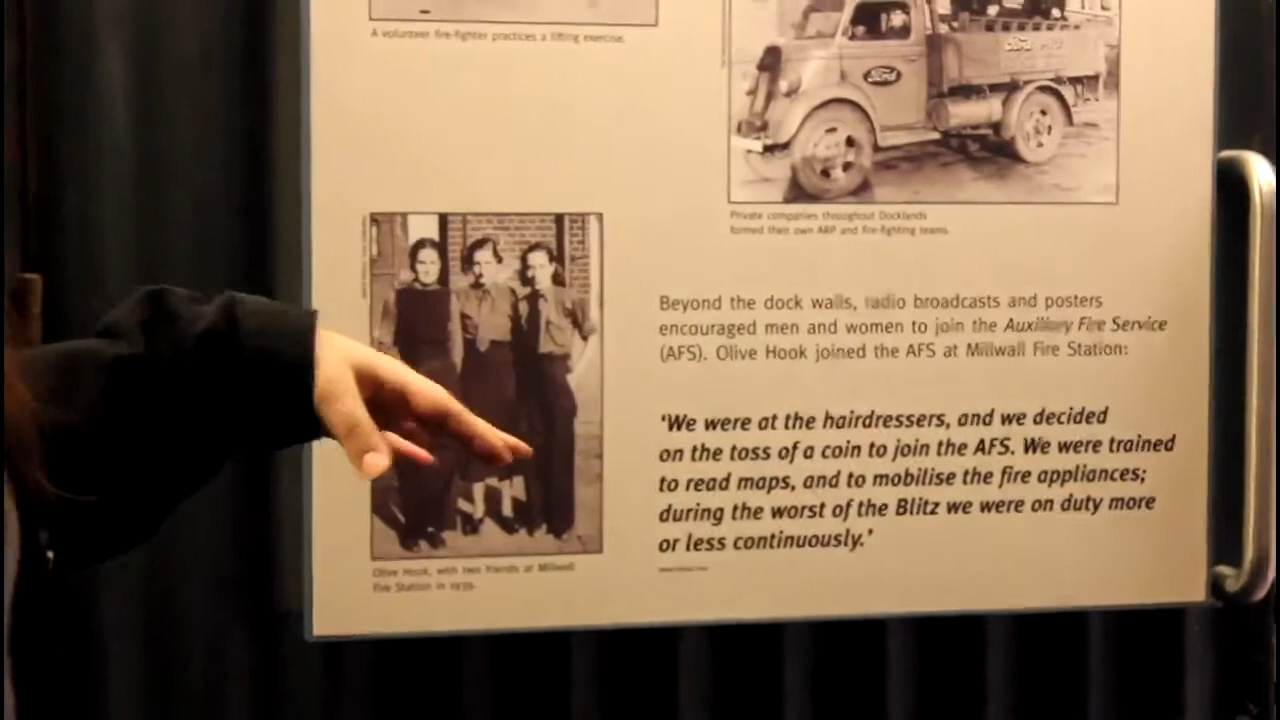 A volunteer fire-fighter practices a lifting exercise.
Ford
Ford
Private companies throughout Docklands
formed their own ARP and fire-fighting teams.
Beyond the dock walls, radio broadcasts and posters
encouraged men and women to join the Auxiliary Fire Service
(AFS). Olive Hook joined the AFS at Millwall Fire Station:
‘We were at the hairdressers, and we decided
on the toss of a coin to join the AFS. We were trained
to read maps, and to mobilise the fire appliances;
during the worst of the Blitz we were on duty more
or less continuously.’
Olive Hook, with two friends at Millwall
Fire Station in 1939.